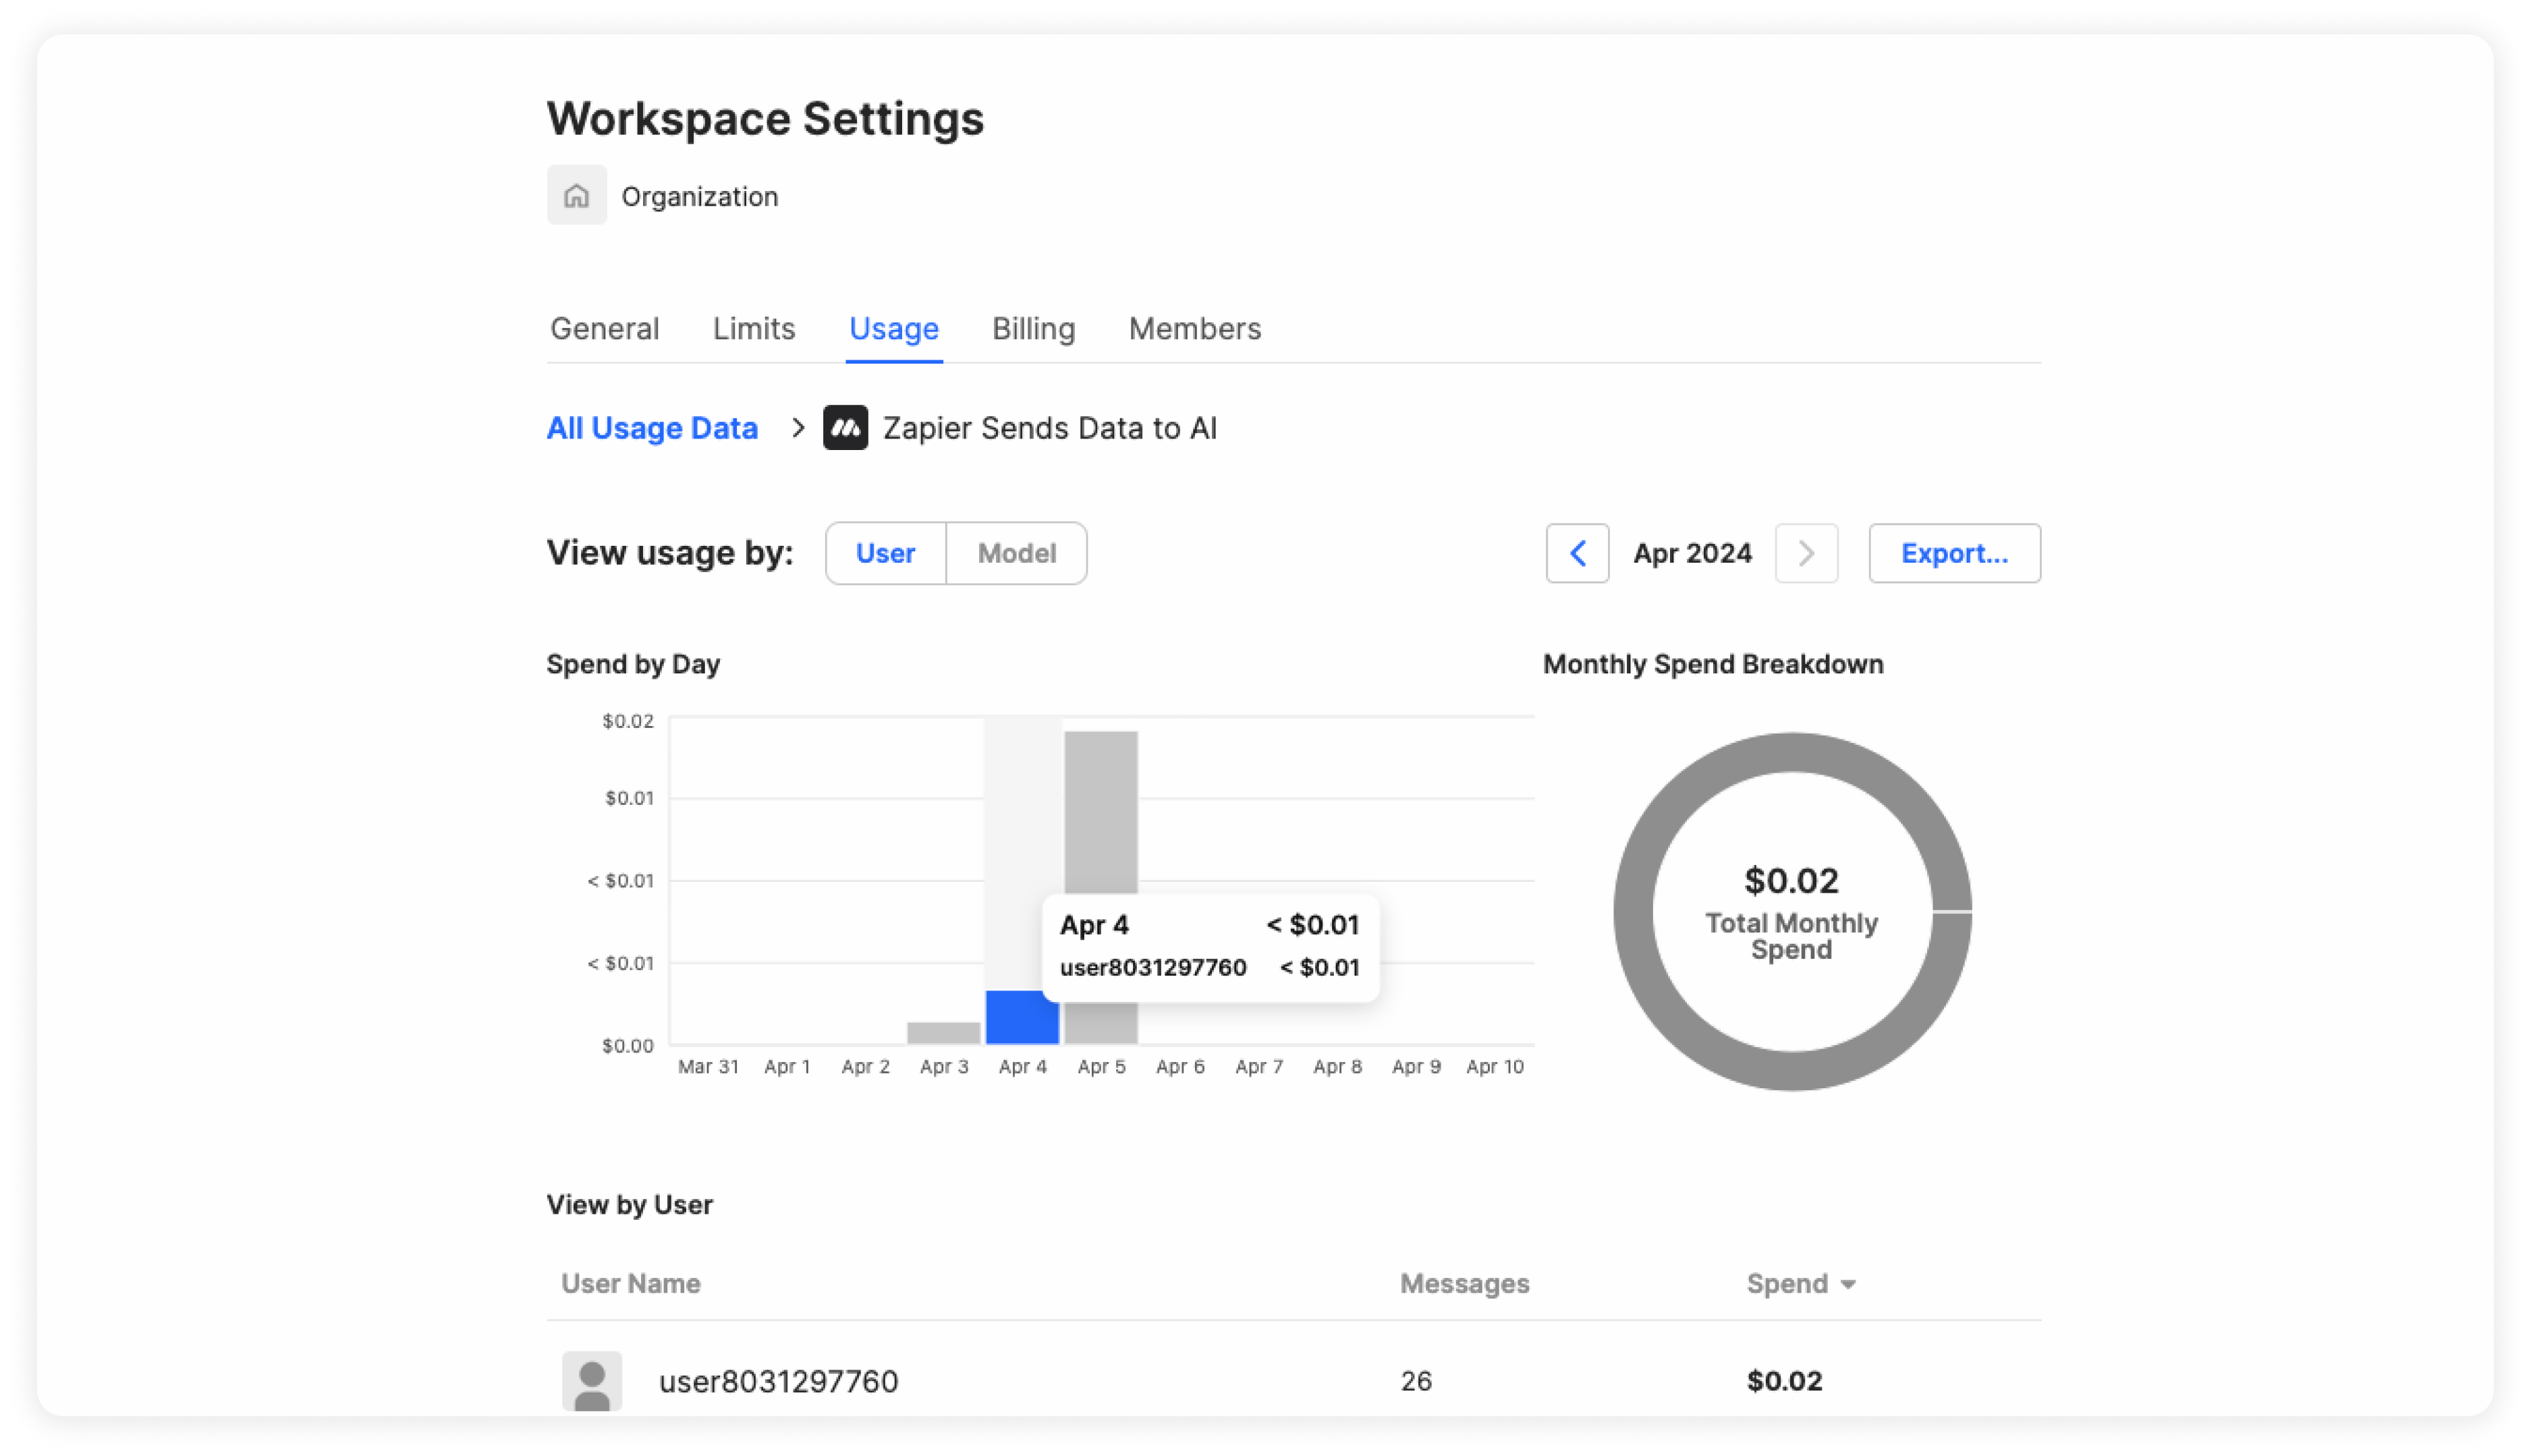 Workspace Settings
Organization
General Limits Usage Billing Members
All Usage Data > Zapier Sends Data to AI
View usage by: User Model
Apr 2024 Export...
Spend by Day
$0.02
$0.01
< $0.01
< $0.01
$0.00
Mar 31 Apr 1 Apr 2 Apr 3 Apr 4 Apr 5 Apr 6 Apr 7 Apr 8 Apr 9 Apr 10
Apr 4 < $0.01
user8031297760 < $0.01
Monthly Spend Breakdown
$0.02
Total Monthly
Spend
View by User
User Name Messages Spend
user8031297760 26 $0.02